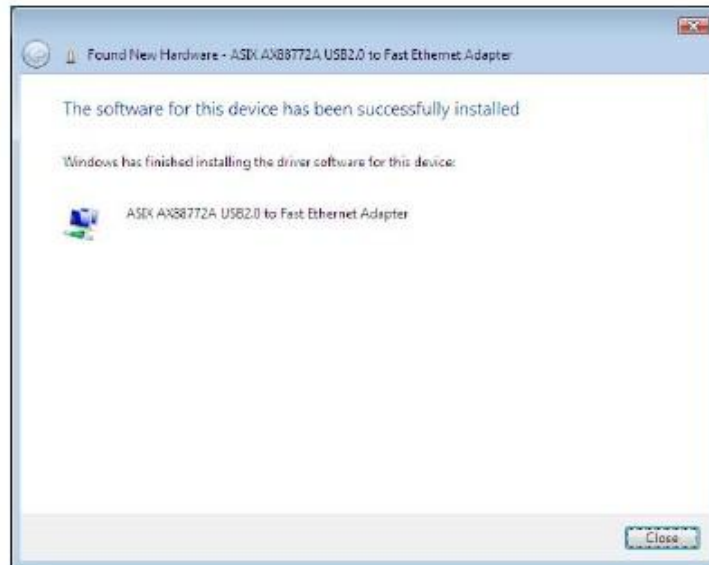 Found New Hardware - ASIX AX88772A USB2.0 to Fast Ethernet Adapter
The software for this device has been successfully installed
Windows has finished installing the driver software for this device:
ASIX AX88772A USB2.0 to Fast Ethernet Adapter
Close